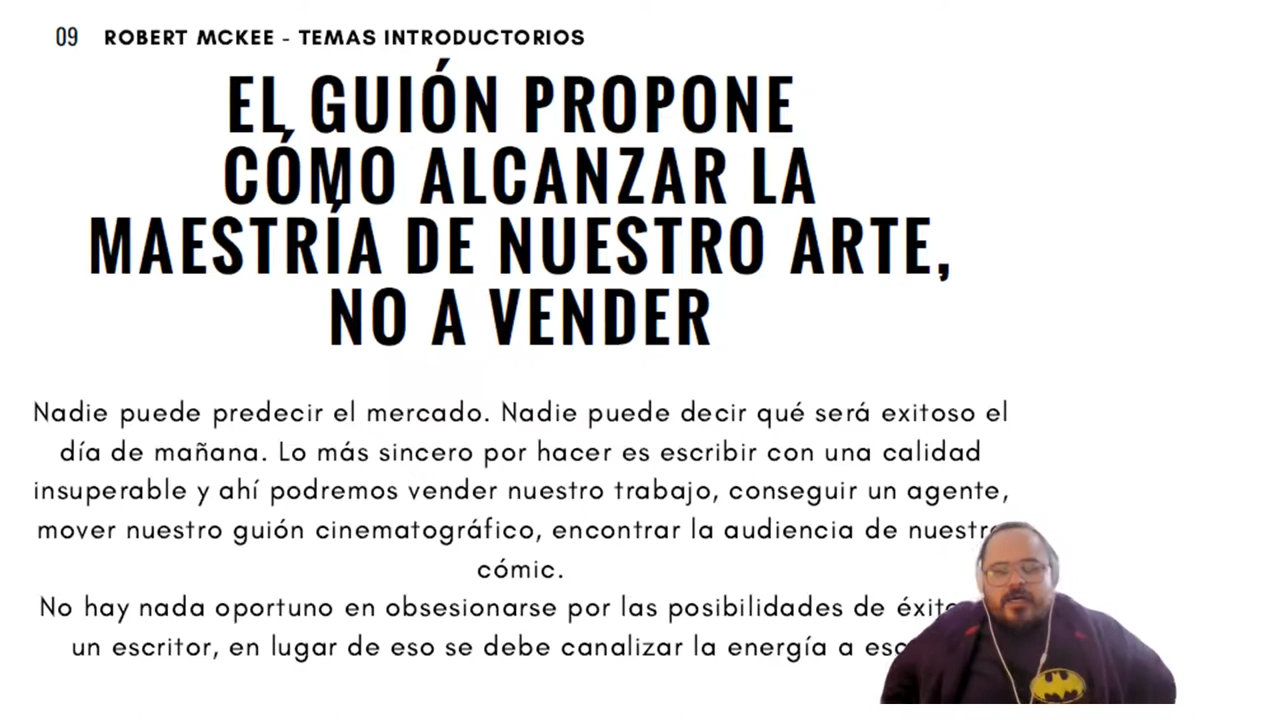 09 ROBERT MCKEE - TEMAS INTRODUCTORIOS
EL GUIÓN PROPONE
CÓMO ALCANZAR LA
MAESTRÍA DE NUESTRO ARTE,
NO A VENDER
Nadie puede predecir el mercado. Nadie puede decir qué será exitoso el
día de mañana. Lo más sincero por hacer es escribir con una calidad
insuperable y ahí podremos vender nuestro trabajo, conseguir un agente,
mover nuestro guión cinematográfico, encontrar la audiencia de
cómic.
No hay nada oportuno en obsesionarse por las posibilidades de
un escritor, en lugar de eso se debe canalizar la energía a